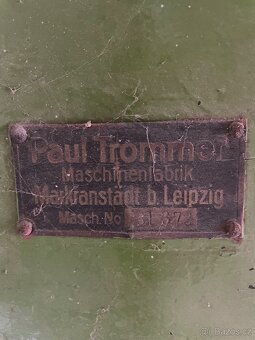 Paul Trommer
Maschinenfabrik
Markranstädt b. Leipzig
Masch.-No